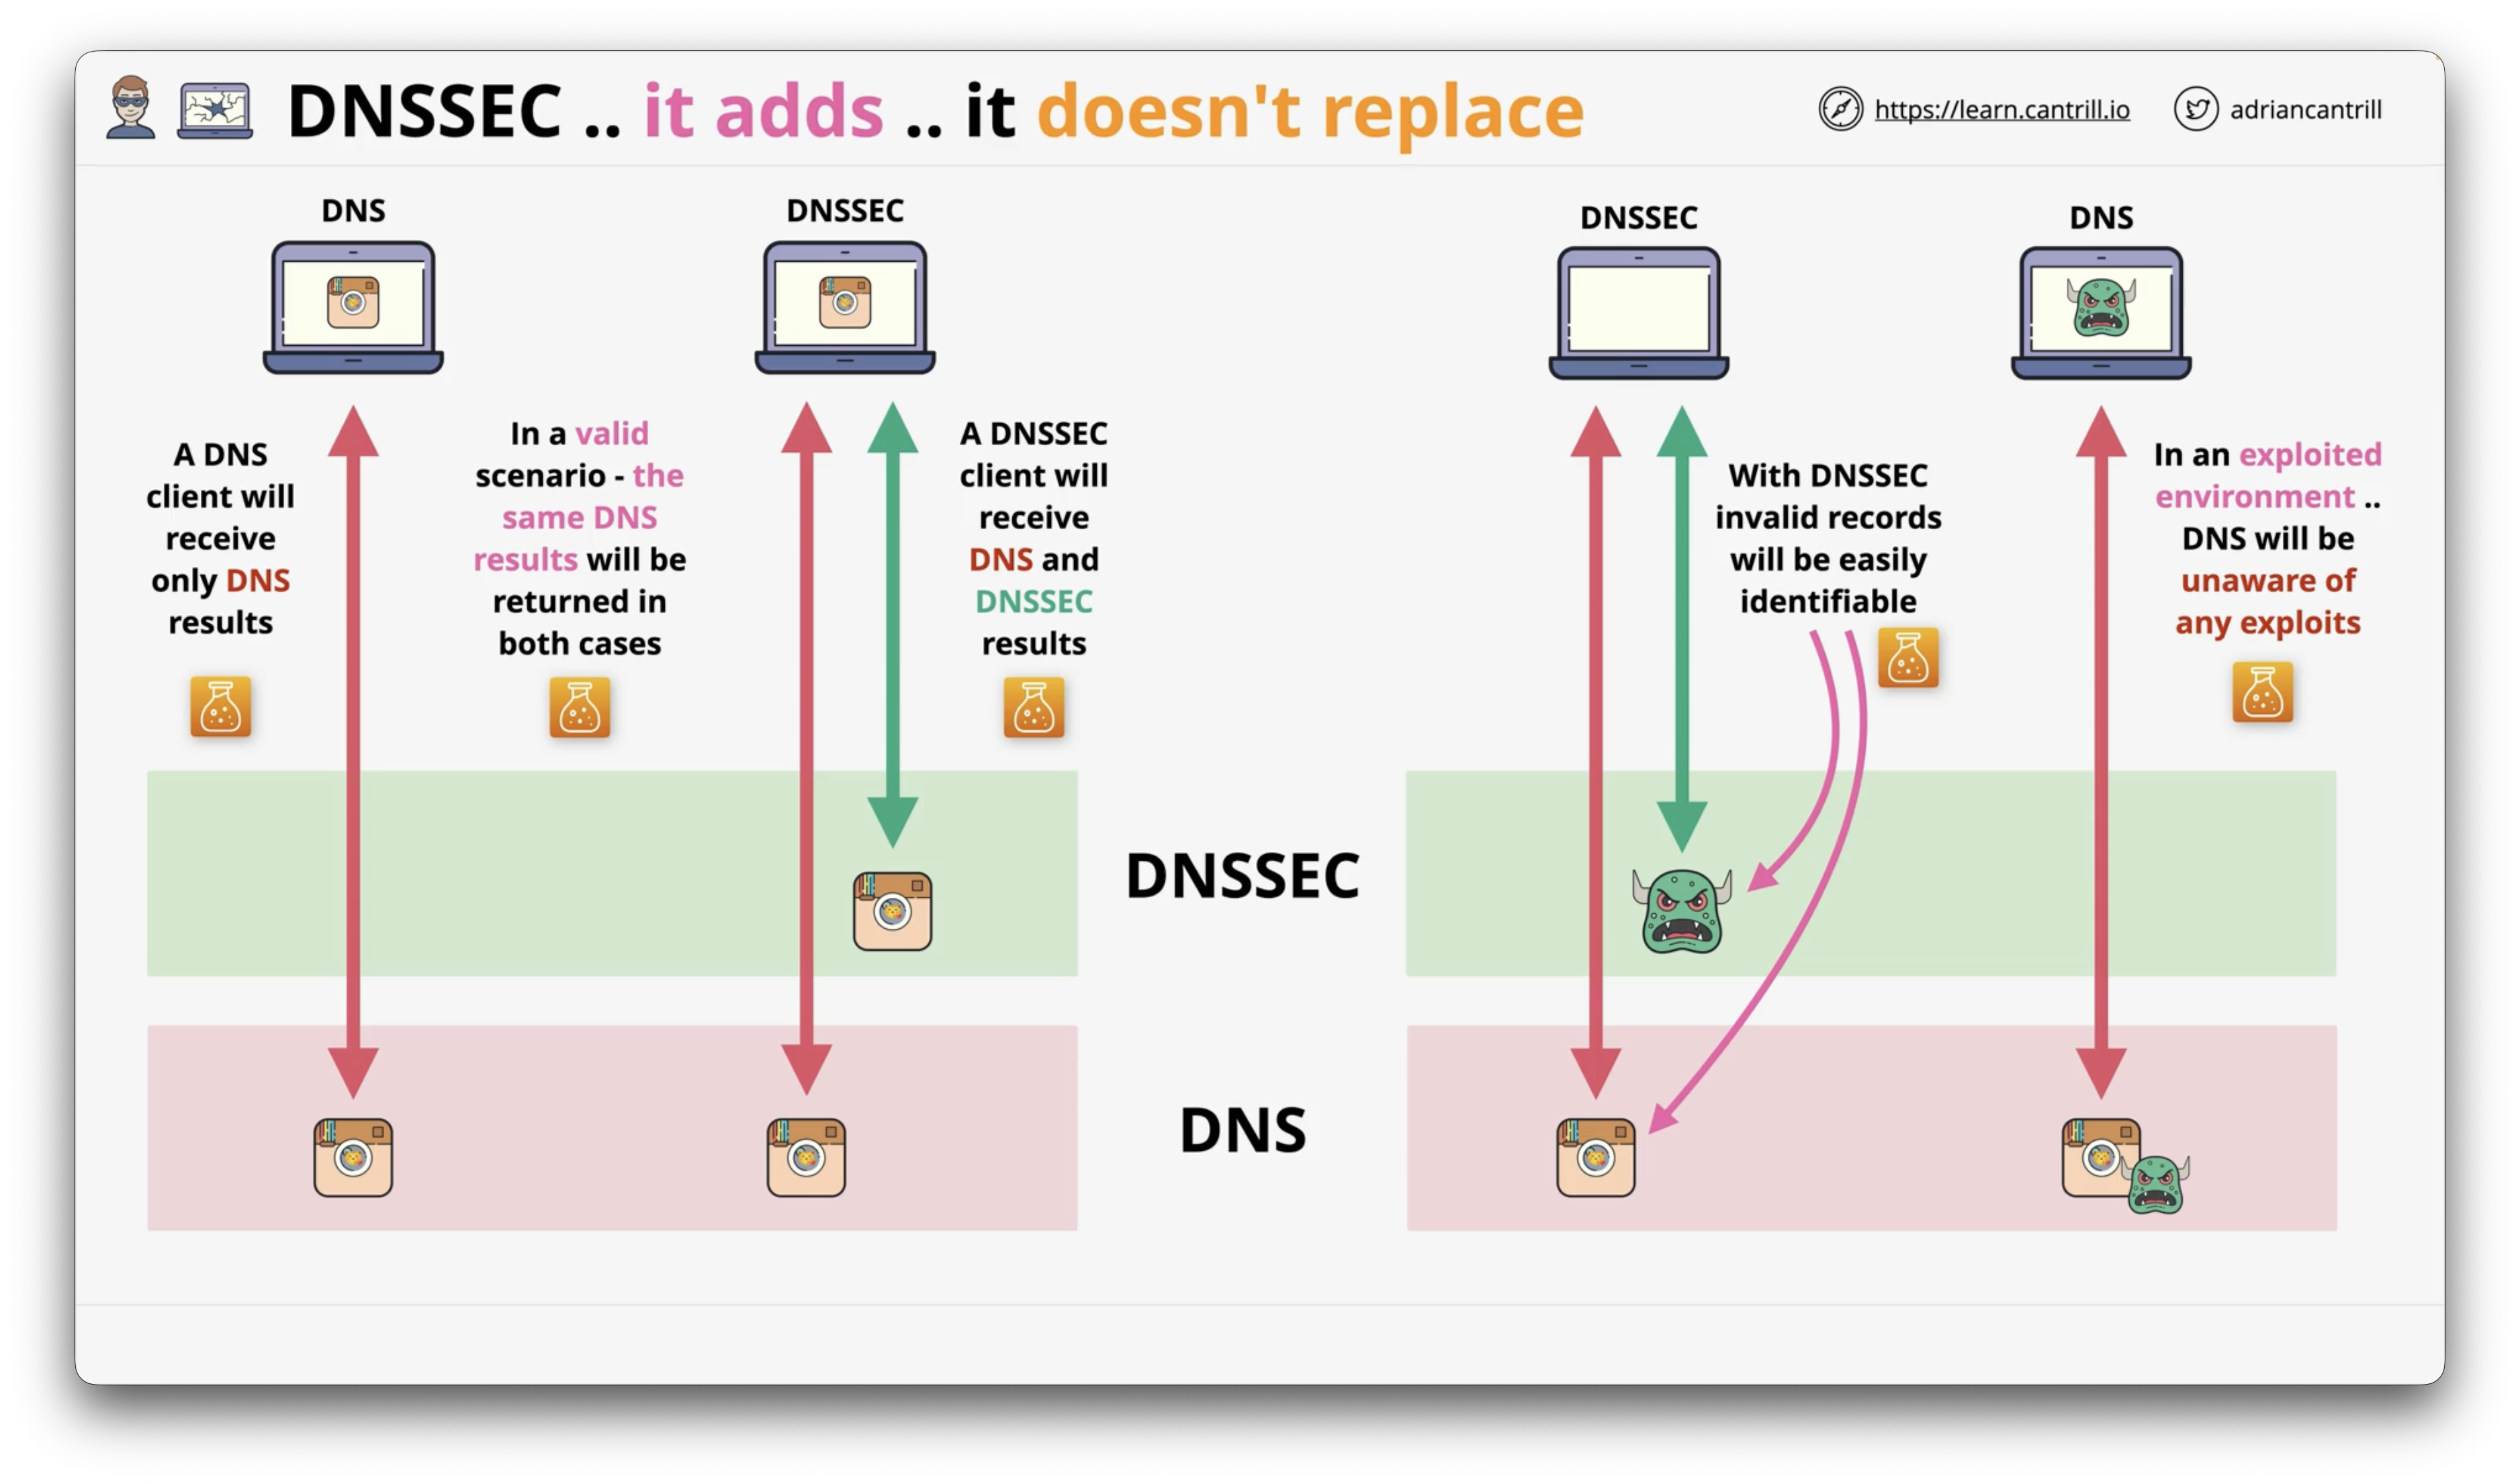 DNSSEC .. it adds .. it doesn't replace
https://learn.cantrill.io
adriancantrill
DNS
DNSSEC
DNSSEC
DNS
A DNS
client will
receive
only DNS
results
In a valid
scenario - the
same DNS
results will be
returned in
both cases
A DNSSEC
client will
receive
DNS and
DNSSEC
results
With DNSSEC
invalid records
will be easily
identifiable
In an exploited
environment ..
DNS will be
unaware of
any exploits
DNSSEC
DNS